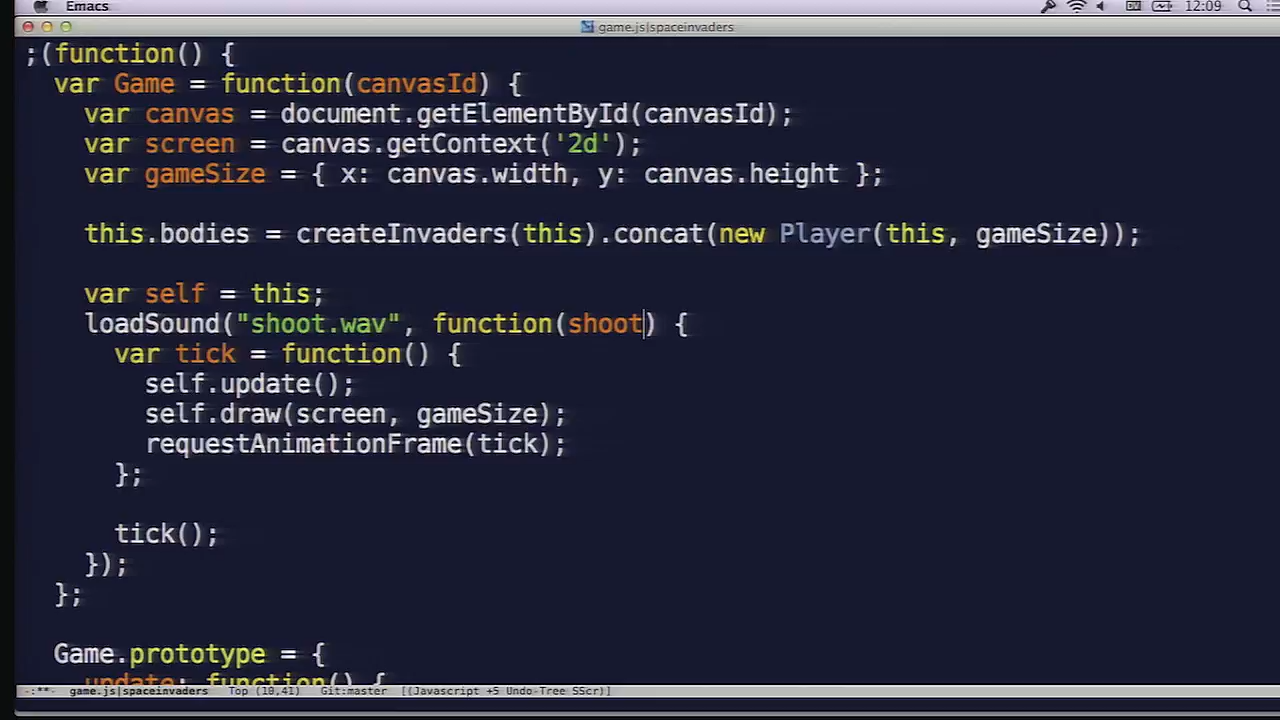 Emacs
12:09
game.js|spaceinvaders
;(function() {
var Game = function(canvasId) {
var canvas = document.getElementById(canvasId);
var screen = canvas.getContext('2d');
var gameSize = { x: canvas.width, y: canvas.height };
this.bodies = createInvaders(this).concat(new Player(this, gameSize));
var self = this;
loadSound("shoot.wav", function(shoot) {
var tick = function() {
self.update();
self.draw(screen, gameSize);
requestAnimationFrame(tick);
};
tick();
});
};
Game.prototype = {
update: function() {
-:**- game.js|spaceinvaders Top (10,41) Git:master [(Javascript +5 Undo-Tree SScr)]